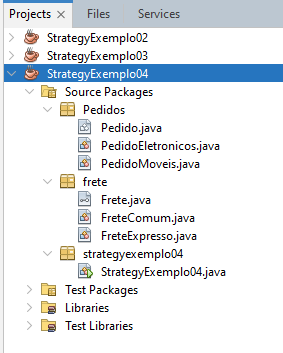 Projects Files Services
StrategyExemplo02
StrategyExemplo03
StrategyExemplo04
Source Packages
Pedidos
Pedido.java
PedidoEletronicos.java
PedidoMoveis.java
frete
Frete.java
FreteComum.java
FreteExpresso.java
strategyexemplo04
StrategyExemplo04.java
Test Packages
Libraries
Test Libraries